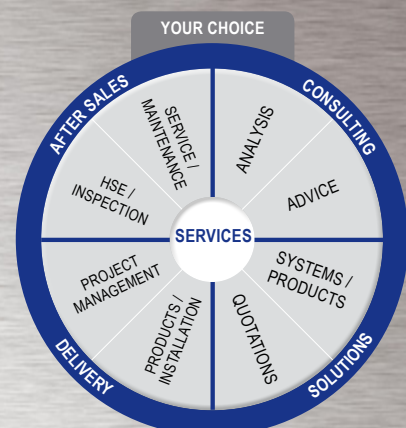 YOUR CHOICE
AFTER SALES
CONSULTING
SERVICE /
MAINTENANCE
ANALYSIS
HSE /
INSPECTION
ADVICE
SERVICES
PROJECT
MANAGEMENT
SYSTEMS /
PRODUCTS
PRODUCTS /
INSTALLATION
QUOTATIONS
DELIVERY
SOLUTIONS